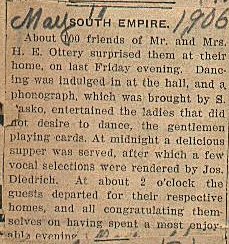 May 11 1906
SOUTH EMPIRE.
About 100 friends of Mr. and Mrs.
H. E. Ottery surprised them at their
home, on last Friday evening. Danc-
ing was indulged in at the hall, and a
phonograph, which was brought by S.
Pasko, entertained the ladies that did
not desire to dance, the gentlemen
playing cards. At midnight a delicious
supper was served, after which a few
vocal selections were rendered by Jos.
Diedrich. At about 2 o'clock the
guests departed for their respective
homes, and all congratulating them-
selves on having spent a most enjoy-
able evening.